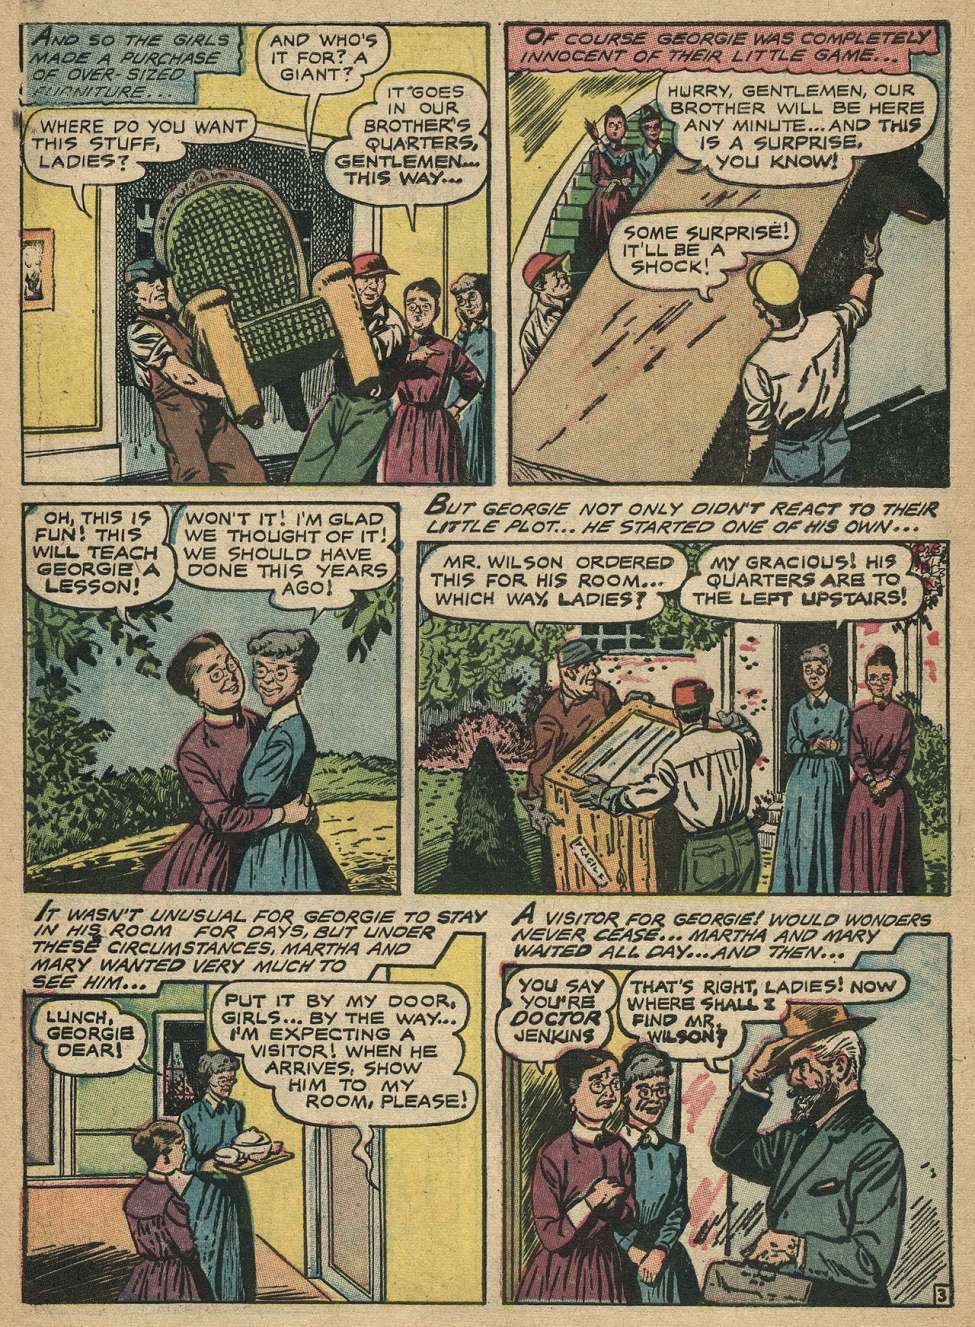 AND SO THE GIRLS
MADE A PURCHASE
OF OVER-SIZED
FURNITURE...
AND WHO'S
IT FOR? A
GIANT?
WHERE DO YOU WANT
THIS STUFF,
LADIES?
IT GOES
IN OUR
BROTHER'S
QUARTERS,
GENTLEMEN...
THIS WAY...
OF COURSE GEORGIE WAS COMPLETELY
INNOCENT OF THEIR LITTLE GAME...
HURRY, GENTLEMEN, OUR
BROTHER WILL BE HERE
ANY MINUTE...AND THIS
IS A SURPRISE,
YOU KNOW!
SOME SURPRISE!
IT'LL BE A
SHOCK!
OH, THIS IS
FUN! THIS
WILL TEACH
GEORGIE A
LESSON!
WON'T IT! I'M GLAD
WE THOUGHT OF IT!
WE SHOULD HAVE
DONE THIS YEARS
AGO!
BUT GEORGIE NOT ONLY DIDN'T REACT TO THEIR
LITTLE PLOT... HE STARTED ONE OF HIS OWN...
MR. WILSON ORDERED
THIS FOR HIS ROOM...
WHICH WAY, LADIES?
MY GRACIOUS! HIS
QUARTERS ARE TO
THE LEFT UPSTAIRS!
FRAGILE
IT WASN'T UNUSUAL FOR GEORGIE TO STAY
IN HIS ROOM FOR DAYS, BUT UNDER
THESE CIRCUMSTANCES, MARTHA AND
MARY WANTED VERY MUCH TO
SEE HIM...
LUNCH,
GEORGIE
DEAR!
PUT IT BY MY DOOR,
GIRLS... BY THE WAY...
I'M EXPECTING A
VISITOR! WHEN HE
ARRIVES, SHOW
HIM TO MY
ROOM, PLEASE!
A VISITOR FOR GEORGIE! WOULD WONDERS
NEVER CEASE... MARTHA AND MARY
WAITED ALL DAY...AND THEN...
YOU SAY
YOU'RE
DOCTOR
JENKINS
THAT'S RIGHT, LADIES! NOW
WHERE SHALL I
FIND MR.
WILSON?
3